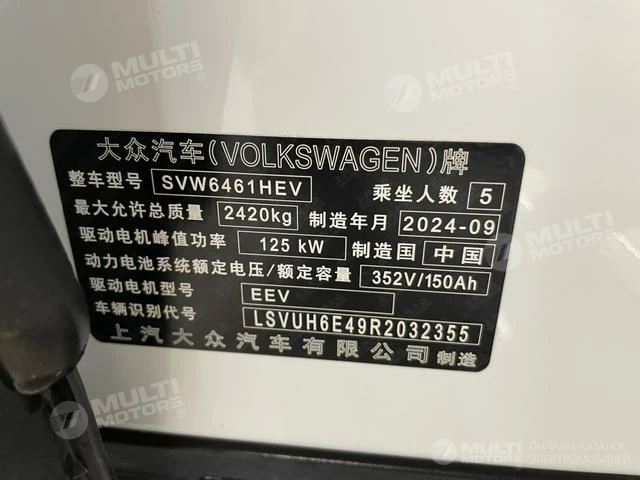 MULTI
MOTORS®
MULTI
MOTORS®
大众汽车(VOLKSWAGEN)牌
整车型号 SVW6461HEV 乘坐人数 5
最大允许总质量 2420kg 制造年月 2024-09
驱动电机峰值功率 125 kW 制造国 中国
动力电池系统额定电压/额定容量 352V/150Ah
驱动电机型号 EEV
车辆识别代号 LSVUH6E49R2032355
上汽大众汽车有限公司 制造
MULTI
MOTORS®
MULTI
MOTORS
ОНЛАЙН-КАТАЛОГ
ЭЛЕКТРОМОБИЛЕЙ